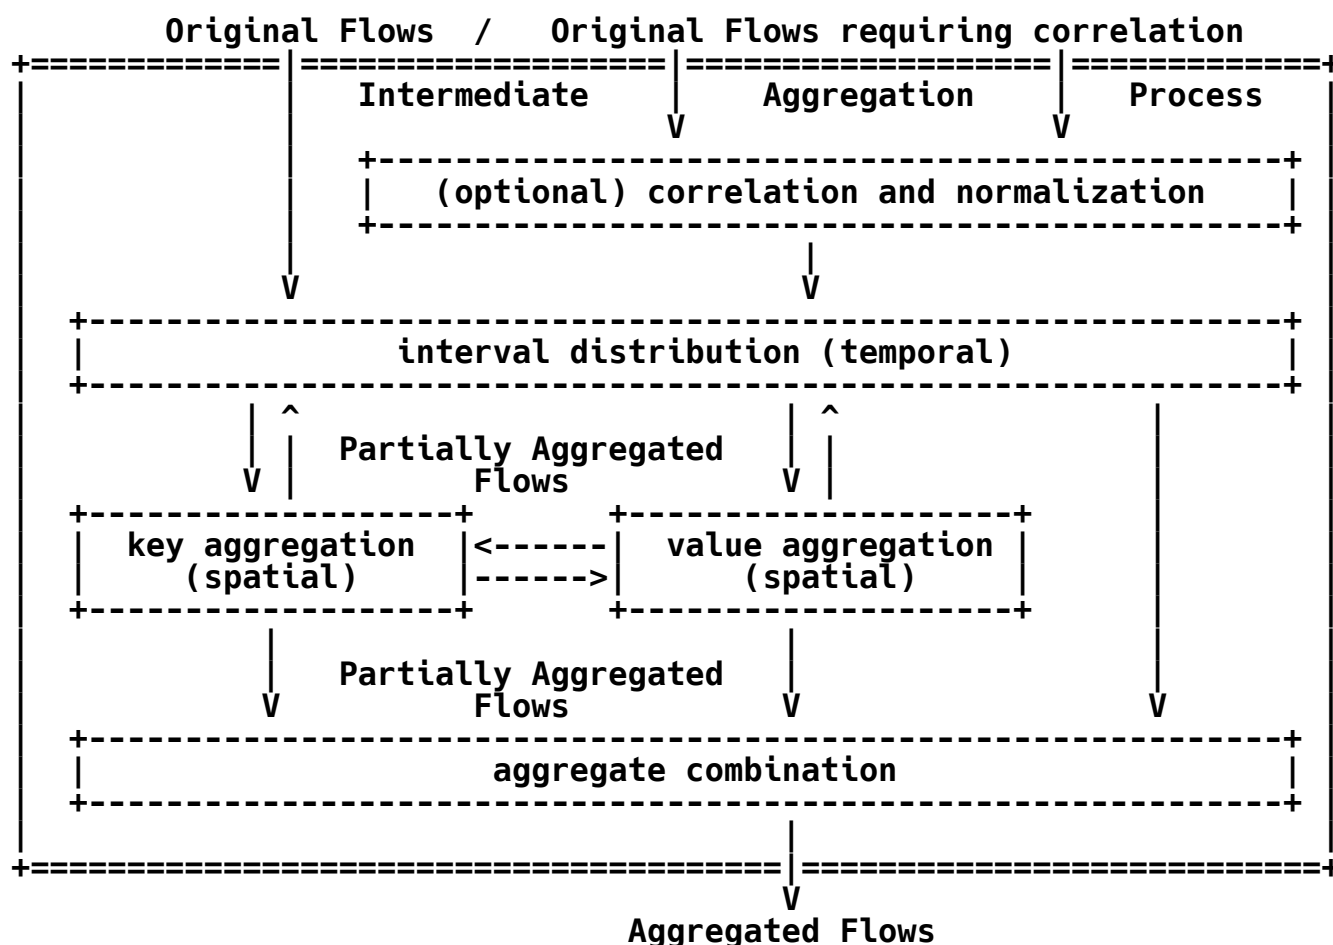 Original Flows / Original Flows requiring correlation
Intermediate Aggregation Process
(optional) correlation and normalization
interval distribution (temporal)
Partially Aggregated
Flows
key aggregation value aggregation
(spatial) (spatial)
Partially Aggregated
Flows
aggregate combination
Aggregated Flows